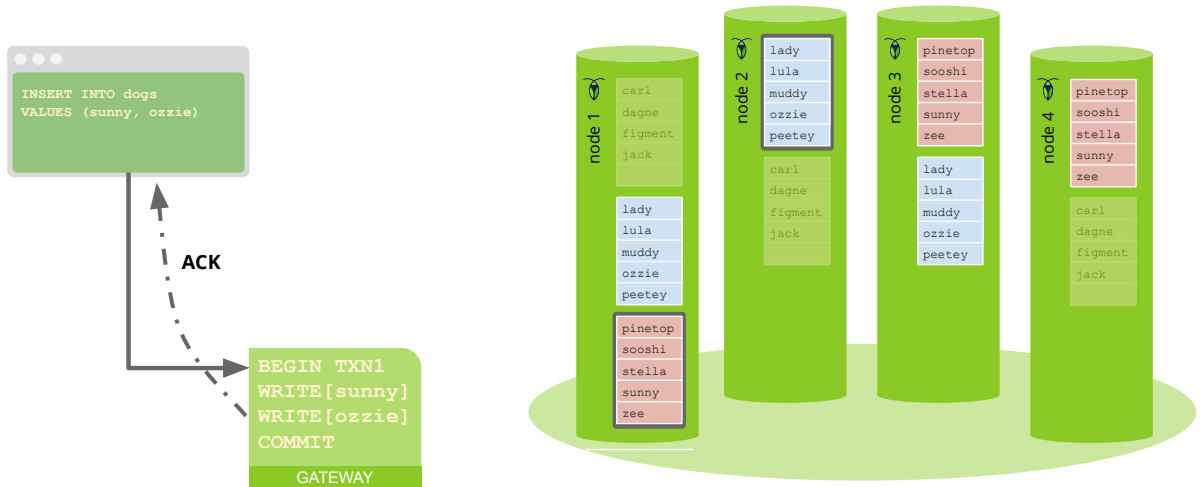 INSERT INTO dogs
VALUES (sunny, ozzie)
ACK
BEGIN TXN1
WRITE[sunny]
WRITE[ozzie]
COMMIT
GATEWAY
node 1
carl
dagne
figment
jack
lady
lula
muddy
ozzie
peetey
pinetop
sooshi
stella
sunny
zee
node 2
lady
lula
muddy
ozzie
peetey
carl
dagne
figment
jack
node 3
pinetop
sooshi
stella
sunny
zee
lady
lula
muddy
ozzie
peetey
node 4
pinetop
sooshi
stella
sunny
zee
carl
dagne
figment
jack